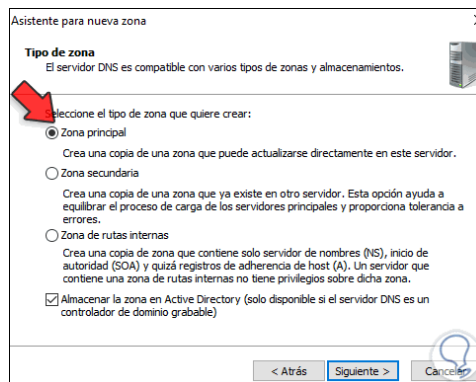 Asistente para nueva zona
Tipo de zona
El servidor DNS es compatible con varios tipos de zonas y almacenamientos.
Seleccione el tipo de zona que quiere crear:
Zona principal
Crea una copia de una zona que puede actualizarse directamente en este servidor.
Zona secundaria
Crea una copia de una zona que ya existe en otro servidor. Esta opción ayuda a
equilibrar el proceso de carga de los servidores principales y proporciona tolerancia a
errores.
Zona de rutas internas
Crea una copia de zona que contiene solo servidor de nombres (NS), inicio de
autoridad (SOA) y quizá registros de adherencia de host (A). Un servidor que
contiene una zona de rutas internas no tiene privilegios sobre dicha zona.
Almacenar la zona en Active Directory (solo disponible si el servidor DNS es un
controlador de dominio grabable)
< Atrás Siguiente > Cancelar